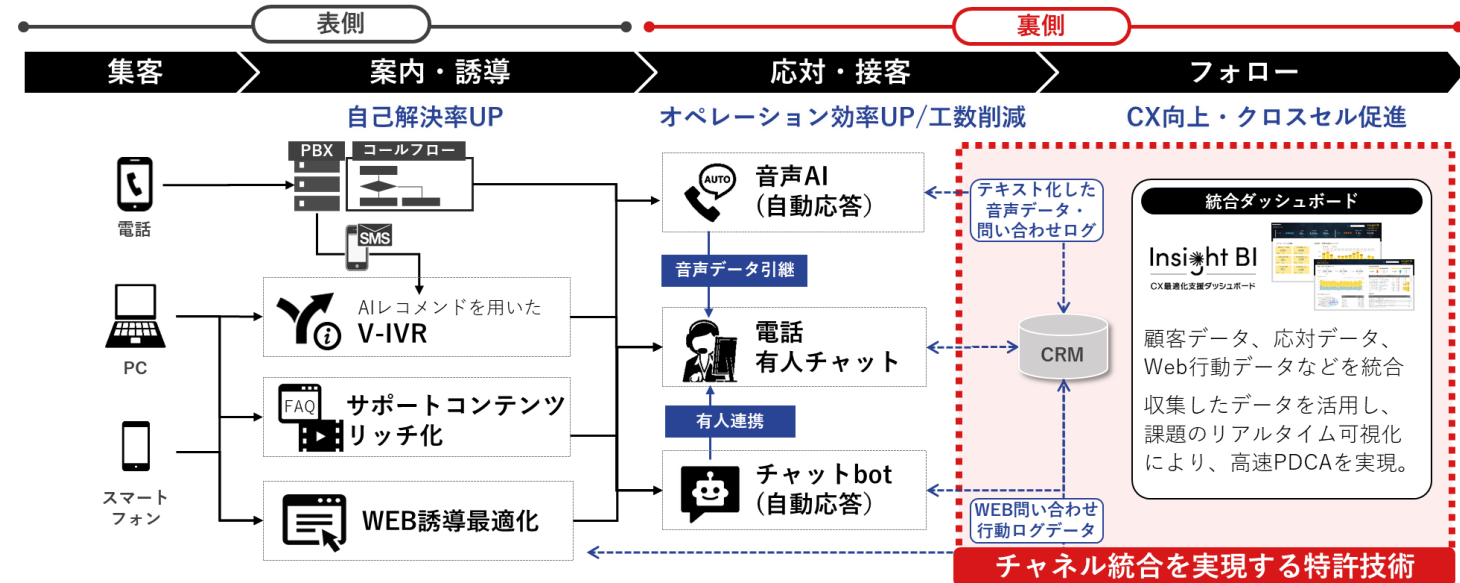 表側
裏側
集客
案内・誘導
応対・接客
フォロー
自己解決率UP
オペレーション効率UP/工数削減
CX向上・クロスセル促進
電話
PC
スマート
フォン
PBX
コールフロー
SMS
AIレコメンドを用いた
V-IVR
FAQ
サポートコンテンツ
リッチ化
WEB誘導最適化
AUTO
音声AI
(自動応答)
音声データ引継
電話
有人チャット
有人連携
チャットbot
(自動応答)
テキスト化した
音声データ・
問い合わせログ
CRM
WEB問い合わせ
行動ログデータ
統合ダッシュボード
Insight BI
CX最適化支援ダッシュボード
顧客データ、応対データ、
Web行動データなどを統合
収集したデータを活用し、
課題のリアルタイム可視化
により、高速PDCAを実現。
チャネル統合を実現する特許技術